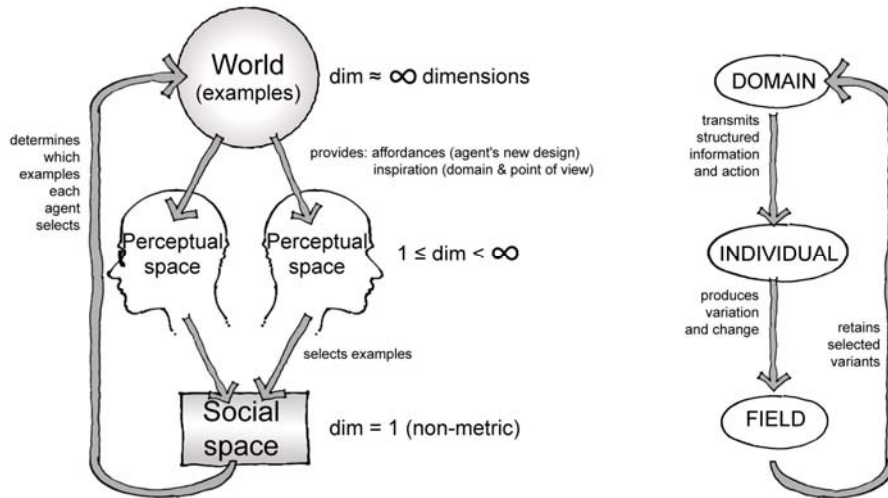 World
(examples)
dim ≈ ∞ dimensions
determines
which
examples
each
agent
selects
provides: affordances (agent's new design)
inspiration (domain & point of view)
Perceptual
space
Perceptual
space
1 ≤ dim < ∞
selects examples
Social
space
dim = 1 (non-metric)
DOMAIN
transmits
structured
information
and action
INDIVIDUAL
produces
variation
and change
retains
selected
variants
FIELD